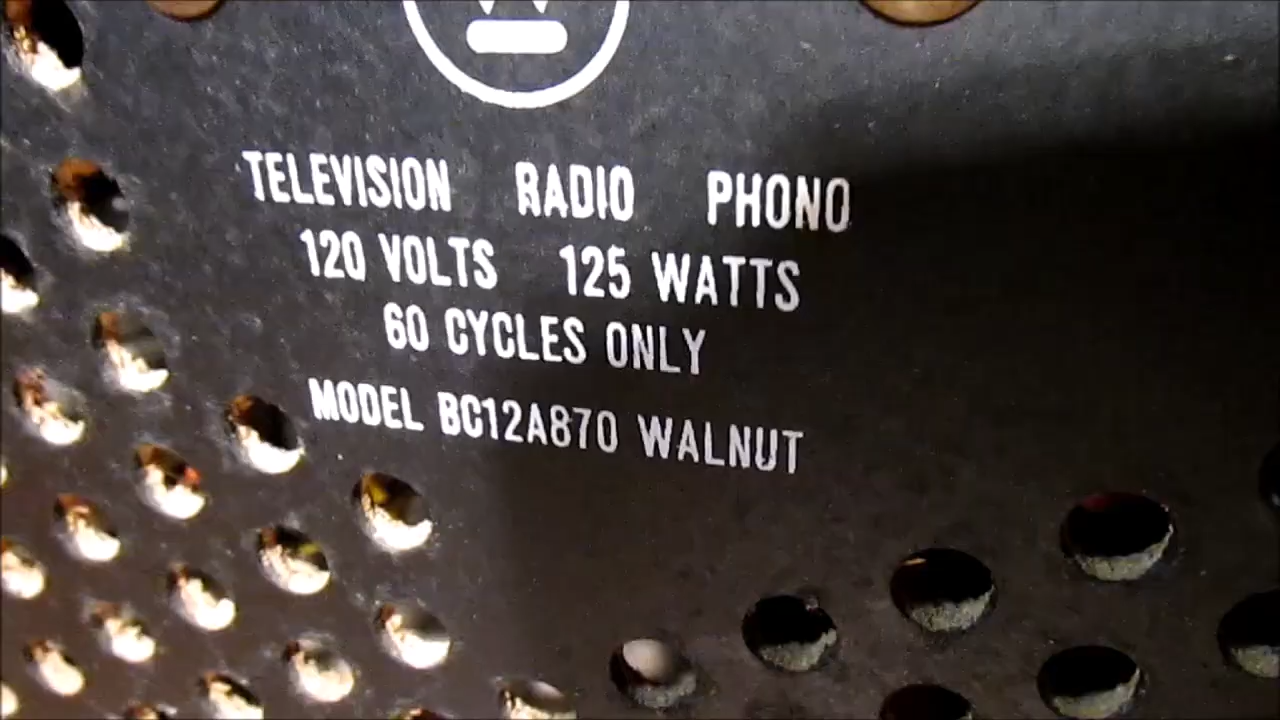 TELEVISION RADIO PHONO
120 VOLTS 125 WATTS
60 CYCLES ONLY
MODEL BC12A870 WALNUT